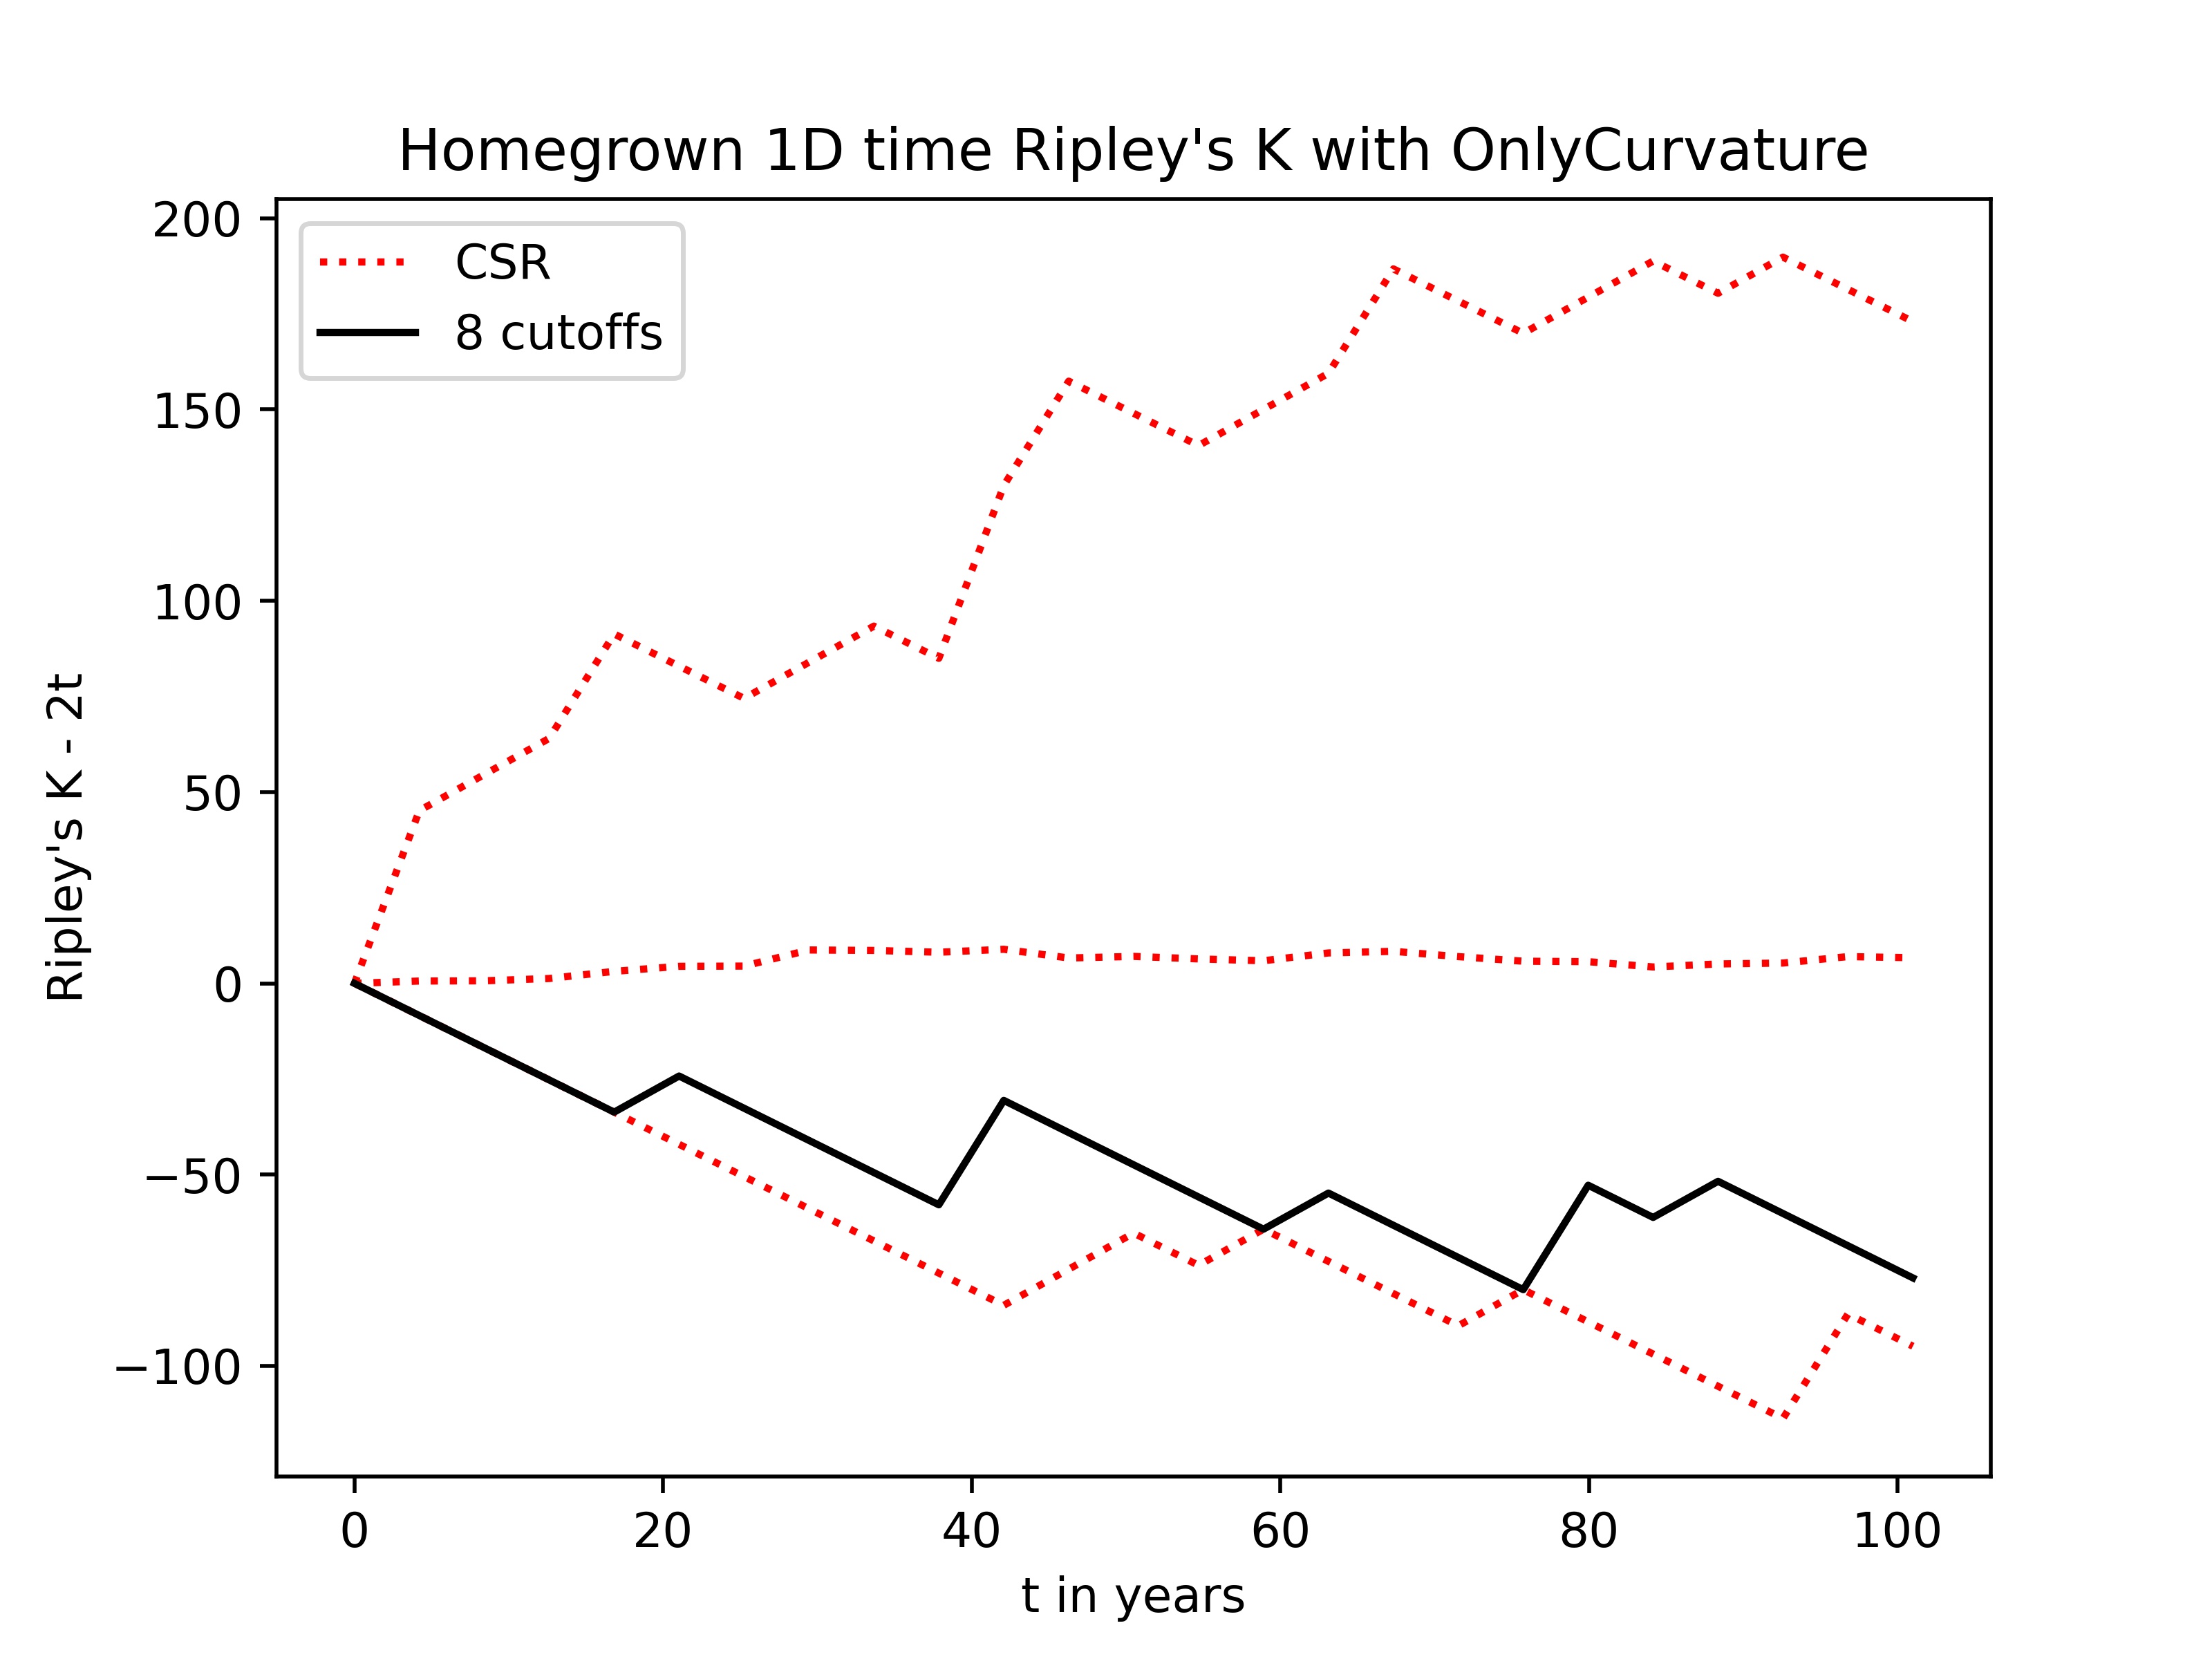 Homegrown 1D time Ripley's K with OnlyCurvature
CSR
8 cutoffs
Ripley's K - 2t
200
150
100
50
0
−50
−100
0 20 40 60 80 100
t in years